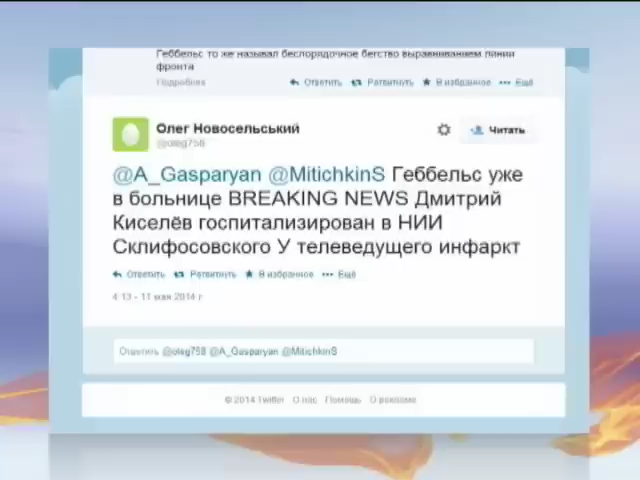 Геббельс то же называл беспорядочное бегство выравниванием линии
фронта
Подробнее
Ответить Ретвитнуть В избранное Ещё
Олег Новосельський
@oleg758
Читать
@A_Gasparyan @MitichkinS Геббельс уже
в больнице BREAKING NEWS Дмитрий
Киселёв госпитализирован в НИИ
Склифосовского У телеведущего инфаркт
Ответить Ретвитнуть В избранное Ещё
4:13 - 11 мая 2014 г
Ответить @oleg758 @A_Gasparyan @MitichkinS
© 2014 Twitter О нас Помощь О рекламе